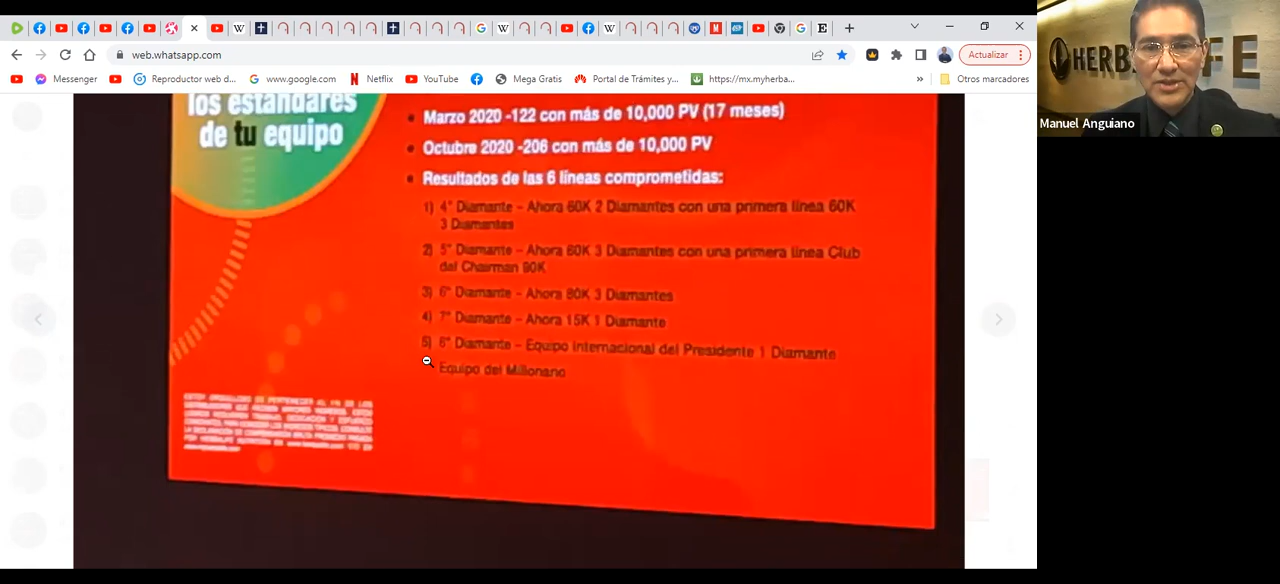 web.whatsapp.com
Actualizar
Messenger
Reproductor web d...
www.google.com
Netflix
YouTube
Mega Gratis
Portal de Trámites y...
https://mx.myherba...
»
Otros marcadores
HERB FE
Manuel Anguiano
los estándares
de tu equipo
• Marzo 2020 -122 con más de 10,000 PV (17 meses)
• Octubre 2020 -206 con más de 10,000 PV
• Resultados de las 6 líneas comprometidas:
1) 4° Diamante – Ahora 60K 2 Diamantes con una primera línea 60K
3 Diamantes
2) 5° Diamante – Ahora 60K 3 Diamantes con una primera línea Club
del Chairman 90K
3) 6° Diamante – Ahora 80K 3 Diamantes
4) 7° Diamante – Ahora 15K 1 Diamante
5) 8° Diamante – Equipo Internacional del Presidente 1 Diamante
Equipo del Millonario